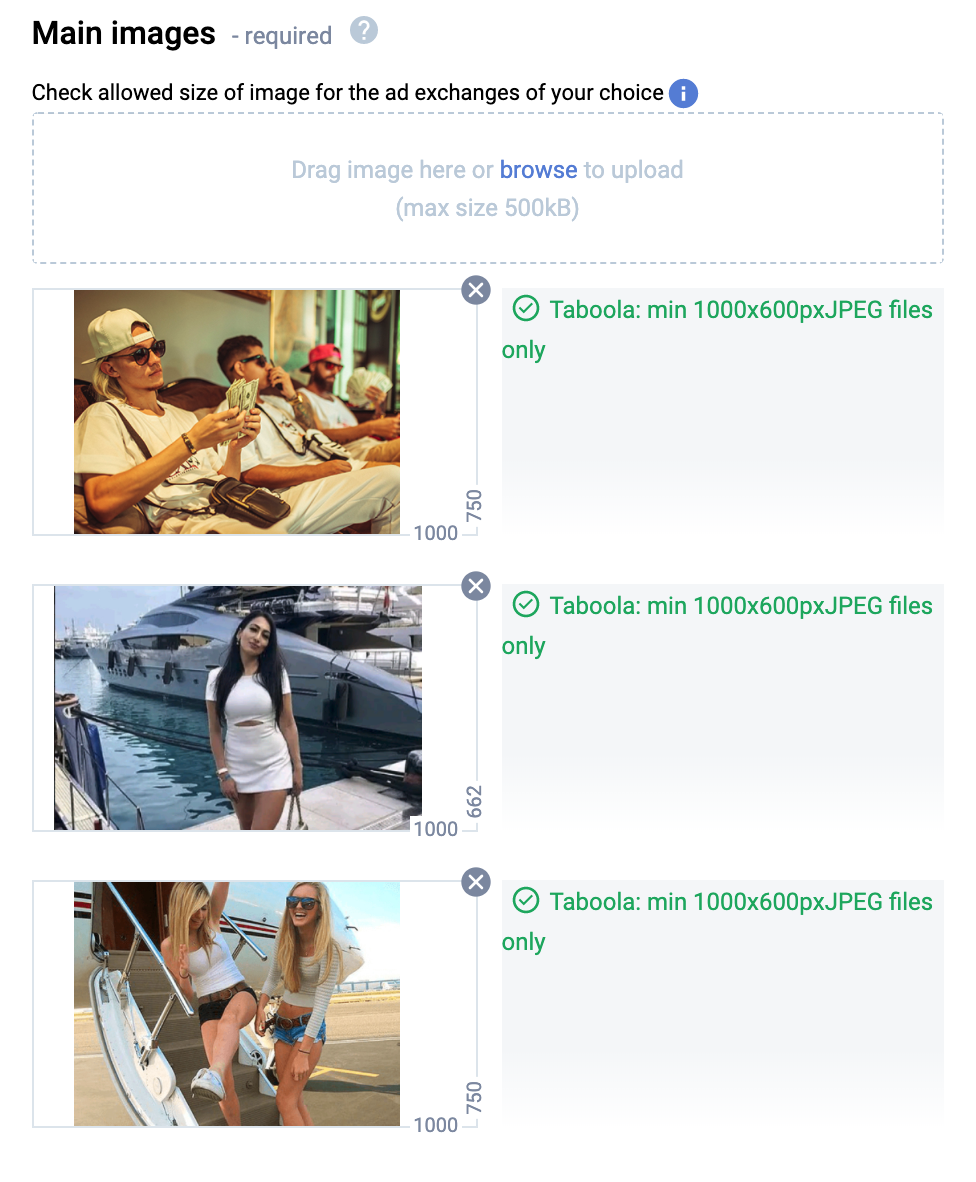 Main images - required ?
Check allowed size of image for the ad exchanges of your choice i
Drag image here or browse to upload
(max size 500kB)
Taboola: min 1000x600pxJPEG files
only
750
1000
Taboola: min 1000x600pxJPEG files
only
662
1000
Taboola: min 1000x600pxJPEG files
only
750
1000